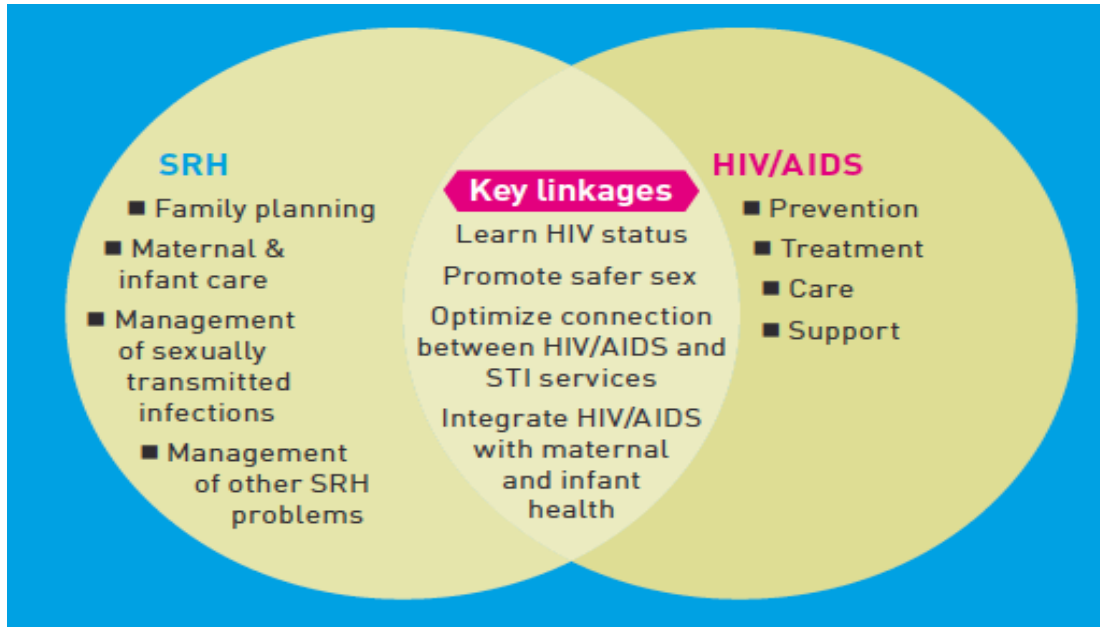 SRH
■ Family planning
■ Maternal &
infant care
■ Management
of sexually
transmitted
infections
■ Management
of other SRH
problems
Key linkages
Learn HIV status
Promote safer sex
Optimize connection
between HIV/AIDS and
STI services
Integrate HIV/AIDS
with maternal
and infant
health
HIV/AIDS
■ Prevention
■ Treatment
■ Care
■ Support